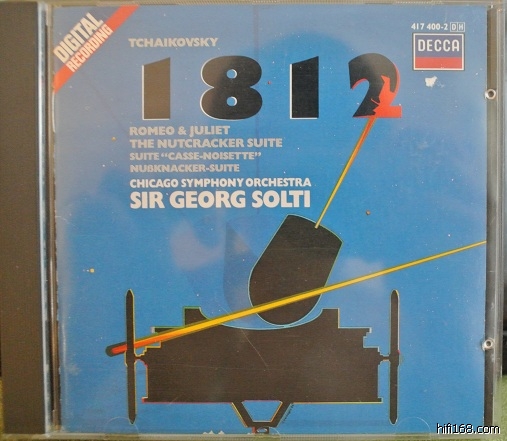 DIGITAL
RECORDING
TCHAIKOVSKY
417 400-2 DH
DECCA
1812
ROMEO & JULIET
THE NUTCRACKER SUITE
SUITE "CASSE-NOISETTE"
NUßKNACKER-SUITE
CHICAGO SYMPHONY ORCHESTRA
SIR GEORG SOLTI
hifi168.com